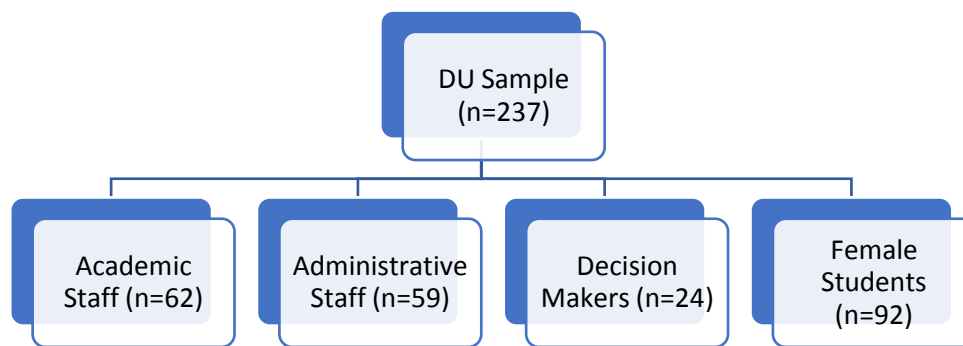 DU Sample
(n=237)
Academic
Staff (n=62)
Administrative
Staff (n=59)
Decision
Makers (n=24)
Female
Students
(n=92)